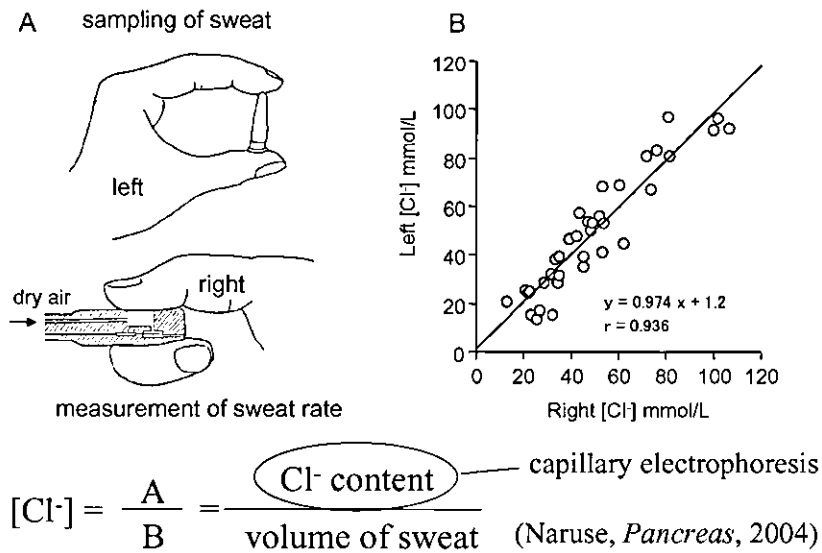 A sampling of sweat
left
right
dry air
measurement of sweat rate
B
Left [Cl-] mmol/L
120
100
80
60
40
20
0
y = 0.974 x + 1.2
r = 0.936
0 20 40 60 80 100 120
Right [Cl-] mmol/L
[Cl-] = A / B = Cl- content / volume of sweat
capillary electrophoresis
(Naruse, Pancreas, 2004)